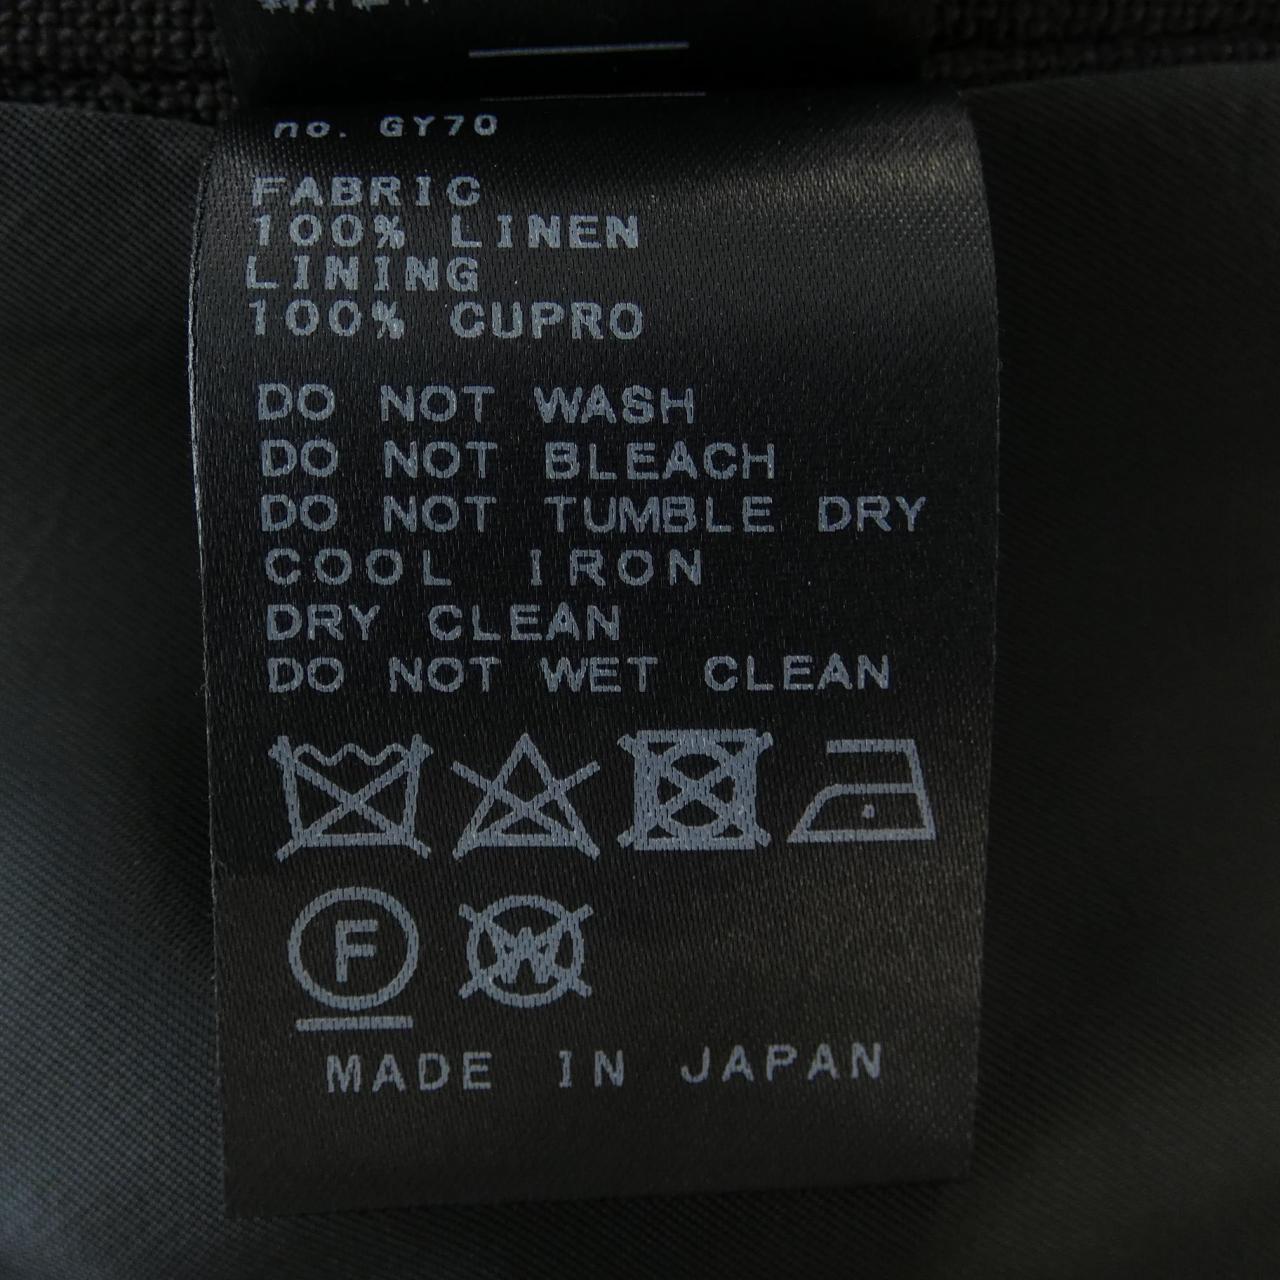 no. GY70
FABRIC
100% LINEN
LINING
100% CUPRO
DO NOT WASH
DO NOT BLEACH
DO NOT TUMBLE DRY
COOL IRON
DRY CLEAN
DO NOT WET CLEAN
F W
MADE IN JAPAN